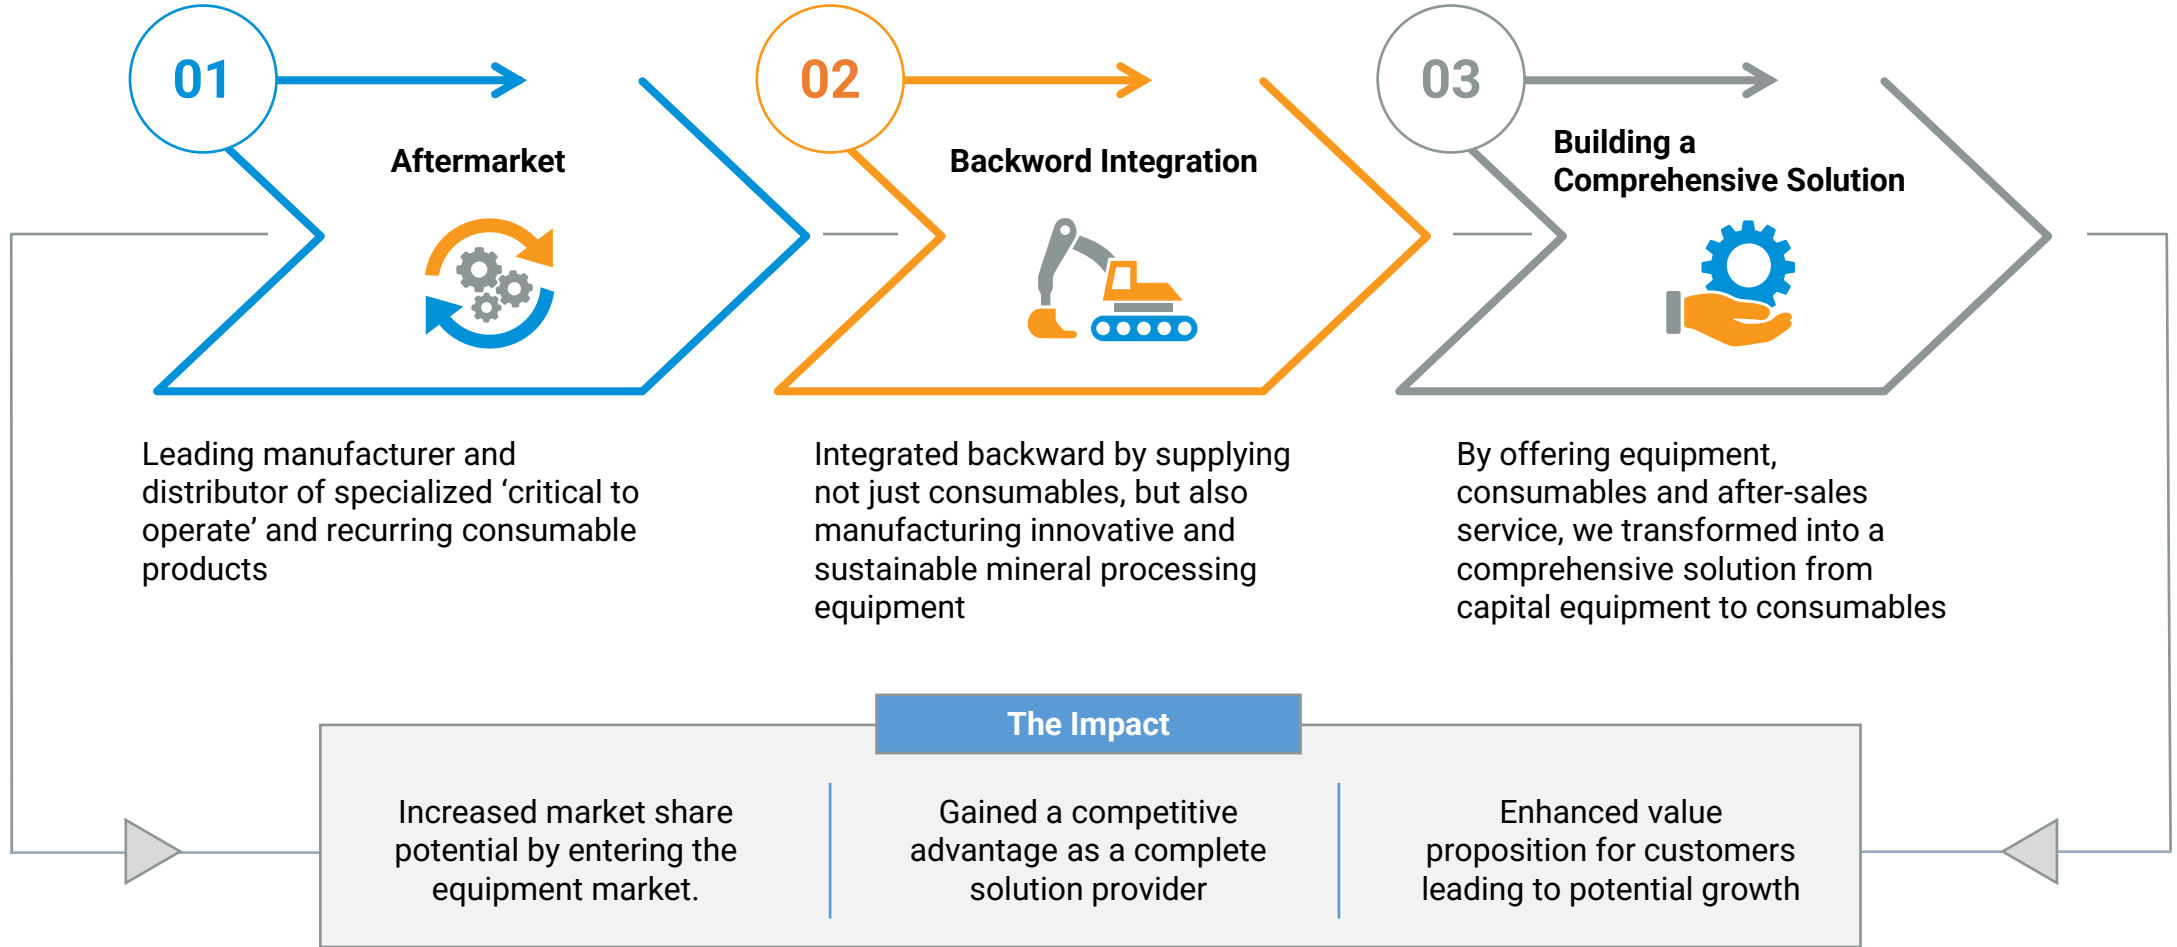 01
Aftermarket
Leading manufacturer and
distributor of specialized ‘critical to
operate’ and recurring consumable
products
02
Backword Integration
Integrated backward by supplying
not just consumables, but also
manufacturing innovative and
sustainable mineral processing
equipment
03
Building a
Comprehensive Solution
By offering equipment,
consumables and after-sales
service, we transformed into a
comprehensive solution from
capital equipment to consumables
The Impact
Increased market share
potential by entering the
equipment market.
Gained a competitive
advantage as a complete
solution provider
Enhanced value
proposition for customers
leading to potential growth